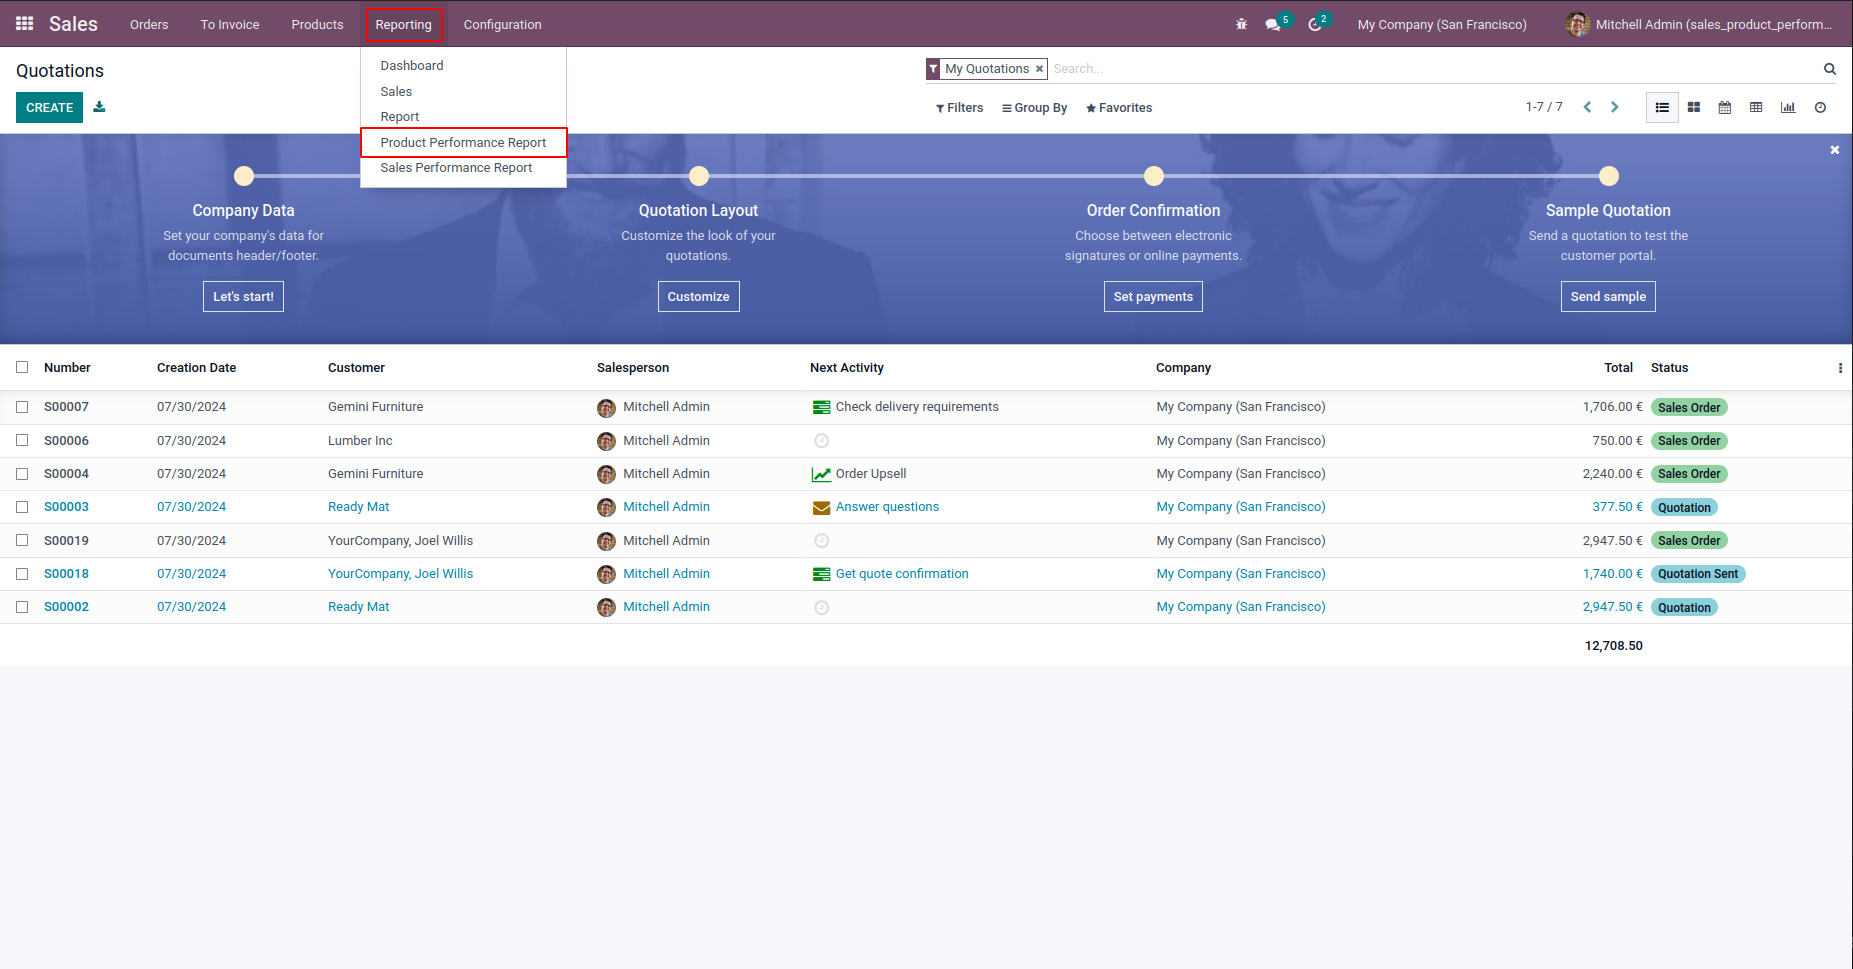 Sales Orders To Invoice Products Reporting Configuration 5 2 My Company (San Francisco) Mitchell Admin (sales_product_perform...
Quotations
My Quotations × Search...
CREATE
Filters Group By Favorites 1-7 / 7
Dashboard
Sales
Report
Product Performance Report
Sales Performance Report
Company Data
Set your company's data for
documents header/footer.
Let's start!
Quotation Layout
Customize the look of your
quotations.
Customize
Order Confirmation
Choose between electronic
signatures or online payments.
Set payments
Sample Quotation
Send a quotation to test the
customer portal.
Send sample
Number Creation Date Customer Salesperson Next Activity Company Total Status
S00007 07/30/2024 Gemini Furniture Mitchell Admin Check delivery requirements My Company (San Francisco) 1,706.00 € Sales Order
S00006 07/30/2024 Lumber Inc Mitchell Admin My Company (San Francisco) 750.00 € Sales Order
S00004 07/30/2024 Gemini Furniture Mitchell Admin Order Upsell My Company (San Francisco) 2,240.00 € Sales Order
S00003 07/30/2024 Ready Mat Mitchell Admin Answer questions My Company (San Francisco) 377.50 € Quotation
S00019 07/30/2024 YourCompany, Joel Willis Mitchell Admin My Company (San Francisco) 2,947.50 € Sales Order
S00018 07/30/2024 YourCompany, Joel Willis Mitchell Admin Get quote confirmation My Company (San Francisco) 1,740.00 € Quotation Sent
S00002 07/30/2024 Ready Mat Mitchell Admin My Company (San Francisco) 2,947.50 € Quotation
12,708.50